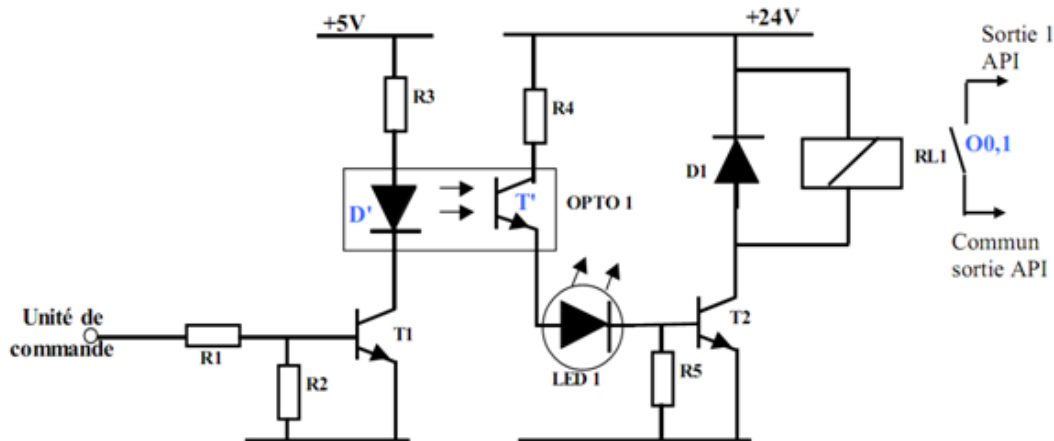 +5V
+24V
Sortie 1
API
R3
R4
D1
RL1
O0,1
D'
T'
OPTO 1
Commun
sortie API
Unité de
commande
R1
T1
R2
LED 1
R5
T2